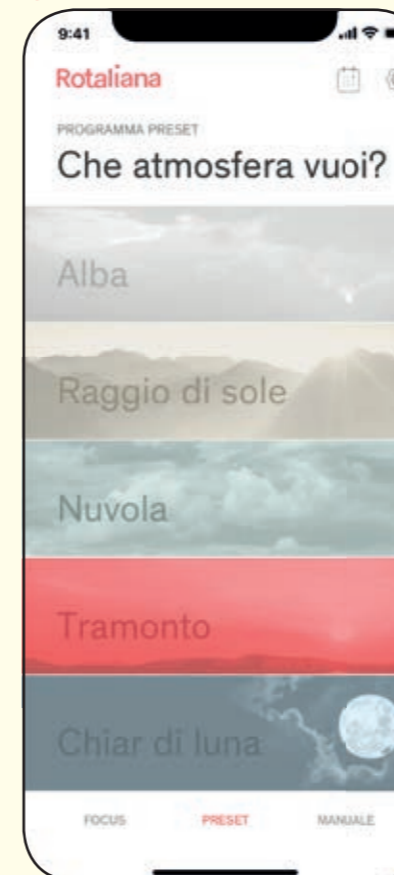 9:41
Rotaliana
PROGRAMMA PRESET
Che atmosfera vuoi?
Alba
Raggio di sole
Nuvola
Tramonto
Chiar di luna
FOCUS PRESET MANUALE